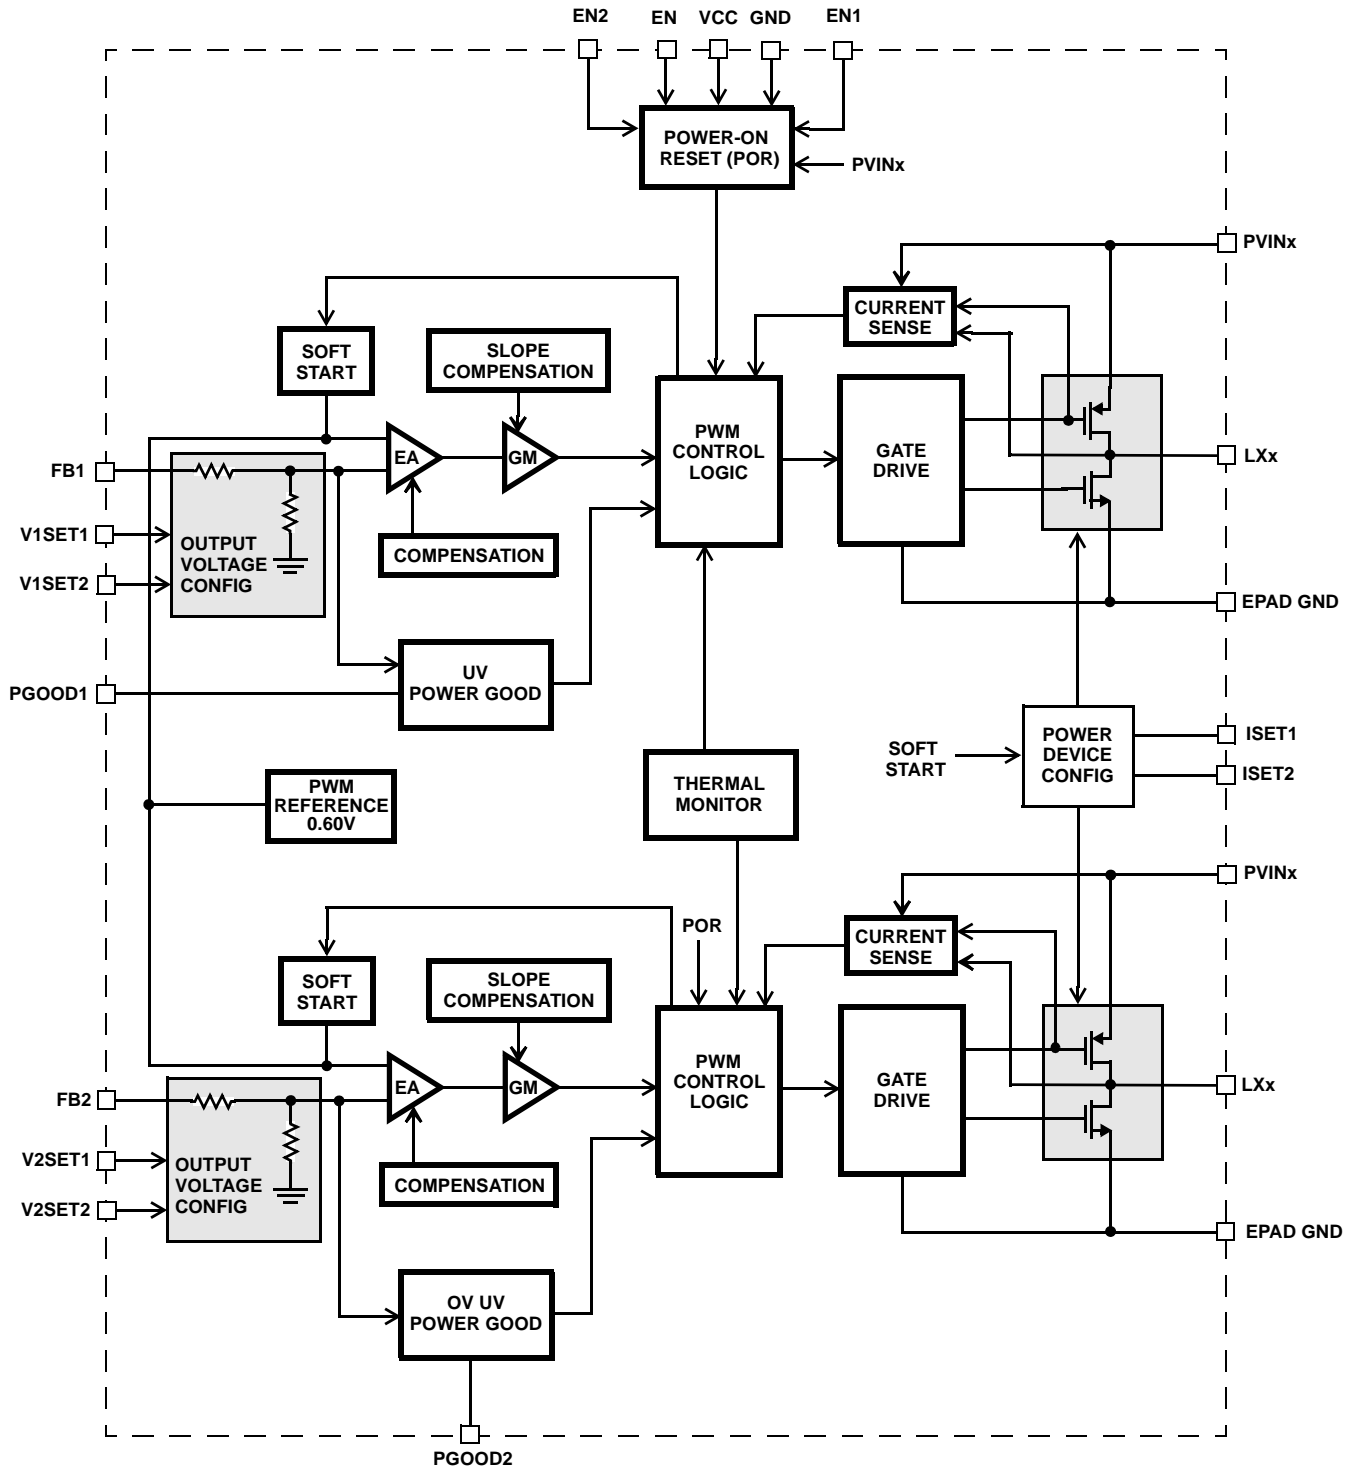 EN2 EN VCC GND EN1
POWER-ON
RESET (POR)
PVINx
PVINx
CURRENT
SENSE
SOFT
START
SLOPE
COMPENSATION
PWM
CONTROL
LOGIC
GATE
DRIVE
EA
GM
FB1
LXx
V1SET1
V1SET2
OUTPUT
VOLTAGE
CONFIG
COMPENSATION
EPAD GND
UV
POWER GOOD
PGOOD1
POWER
DEVICE
CONFIG
SOFT
START
ISET1
ISET2
PWM
REFERENCE
0.60V
THERMAL
MONITOR
PVINx
POR
CURRENT
SENSE
SOFT
START
SLOPE
COMPENSATION
PWM
CONTROL
LOGIC
GATE
DRIVE
EA
GM
FB2
LXx
V2SET1
V2SET2
OUTPUT
VOLTAGE
CONFIG
COMPENSATION
EPAD GND
OV UV
POWER GOOD
PGOOD2